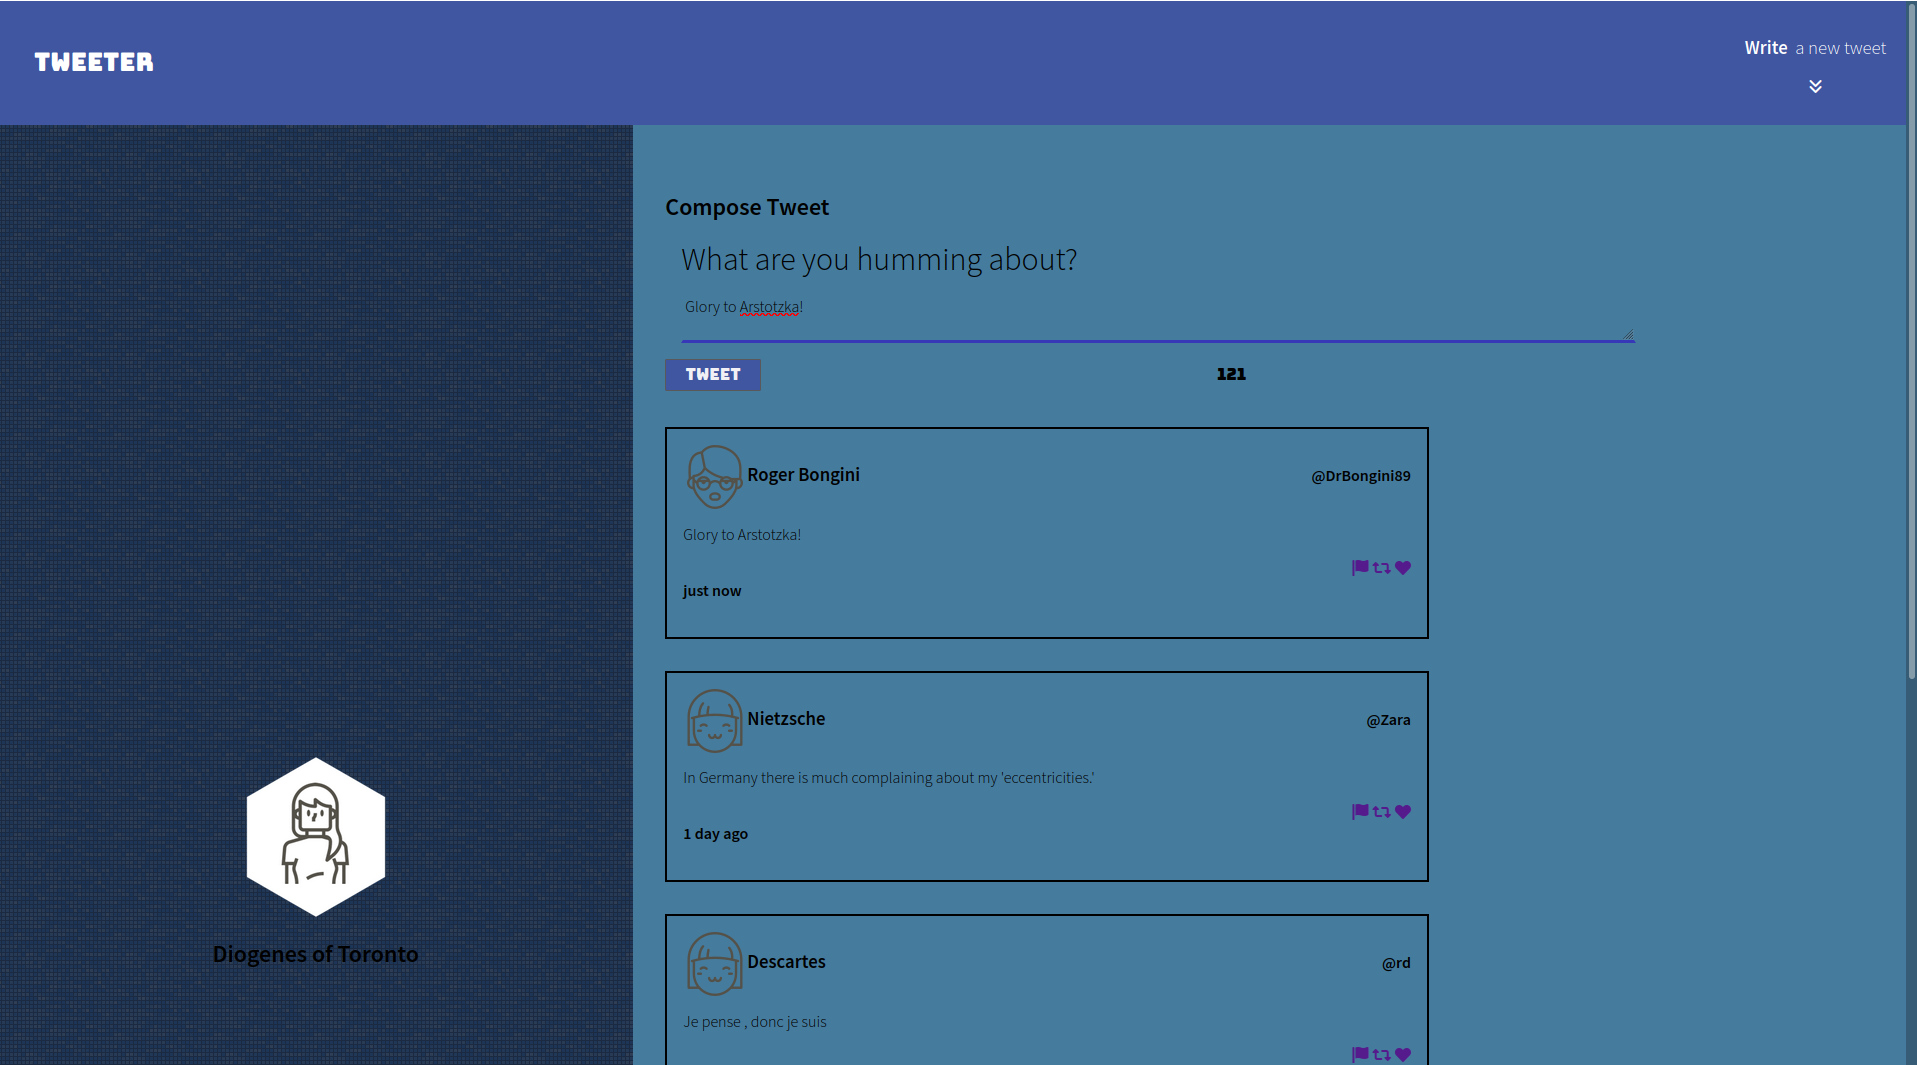 TWEETER
Write a new tweet
Compose Tweet
What are you humming about?
Glory to Arstotzka!
TWEET 121
Roger Bongini @DrBongini89
Glory to Arstotzka!
just now
Nietzsche @Zara
In Germany there is much complaining about my 'eccentricities.'
1 day ago
Diogenes of Toronto
Descartes @rd
Je pense , donc je suis